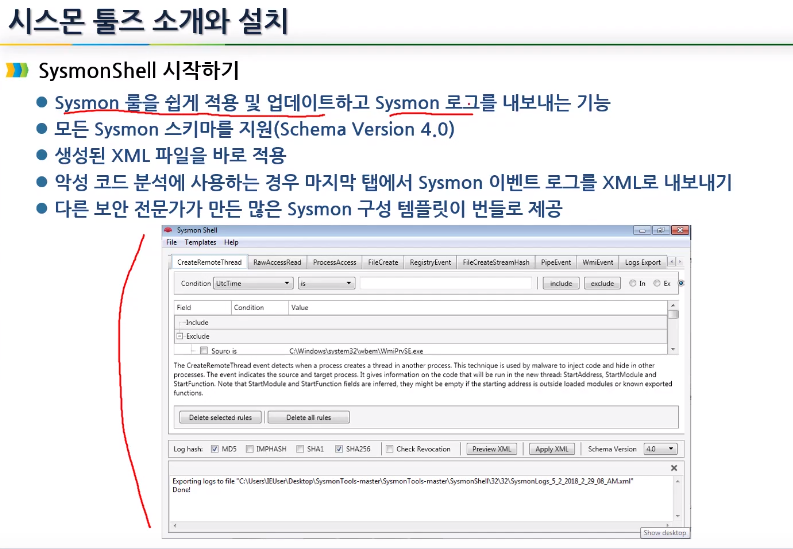 시스몬 툴즈 소개와 설치
SysmonShell 시작하기
Sysmon 룰을 쉽게 적용 및 업데이트하고 Sysmon 로그를 내보내는 기능
모든 Sysmon 스키마를 지원(Schema Version 4.0)
생성된 XML 파일을 바로 적용
악성 코드 분석에 사용하는 경우 마지막 탭에서 Sysmon 이벤트 로그를 XML로 내보내기
다른 보안 전문가가 만든 많은 Sysmon 구성 템플릿이 번들로 제공
Sysmon Shell
File Templates Help
CreateRemoteThread RawAccessRead ProcessAccess FileCreate RegistryEvent FileCreateStreamHash PipeEvent WmiEvent Logs Export
Condition UtcTime is include exclude In Ex
Field Condition Value
Include
Exclude
Sourc is C:\Windows\system32\wbem\WmiPrvSE.exe
The CreateRemoteThread event detects when a process creates a thread in another process. This technique is used by malware to inject code and hide in other
processes. The event indicates the source and target process. It gives information on the code that will be run in the new thread: StartAddress, StartModule and
StartFunction. Note that StartModule and StartFunction fields are inferred, they might be empty if the starting address is outside loaded modules or known exported
functions.
Delete selected rules Delete all rules
Log hash: MD5 IMPHASH SHA1 SHA256 Check Revocation Preview XML Apply XML Schema Version 4.0
Exporting logs to file "C:\Users\IEUser\Desktop\SysmonTools-master\SysmonTools-master\SysmonShell\32\32\SysmonLogs_5_2_2018_2_29_08_AM.xml"
Done!
Show desktop